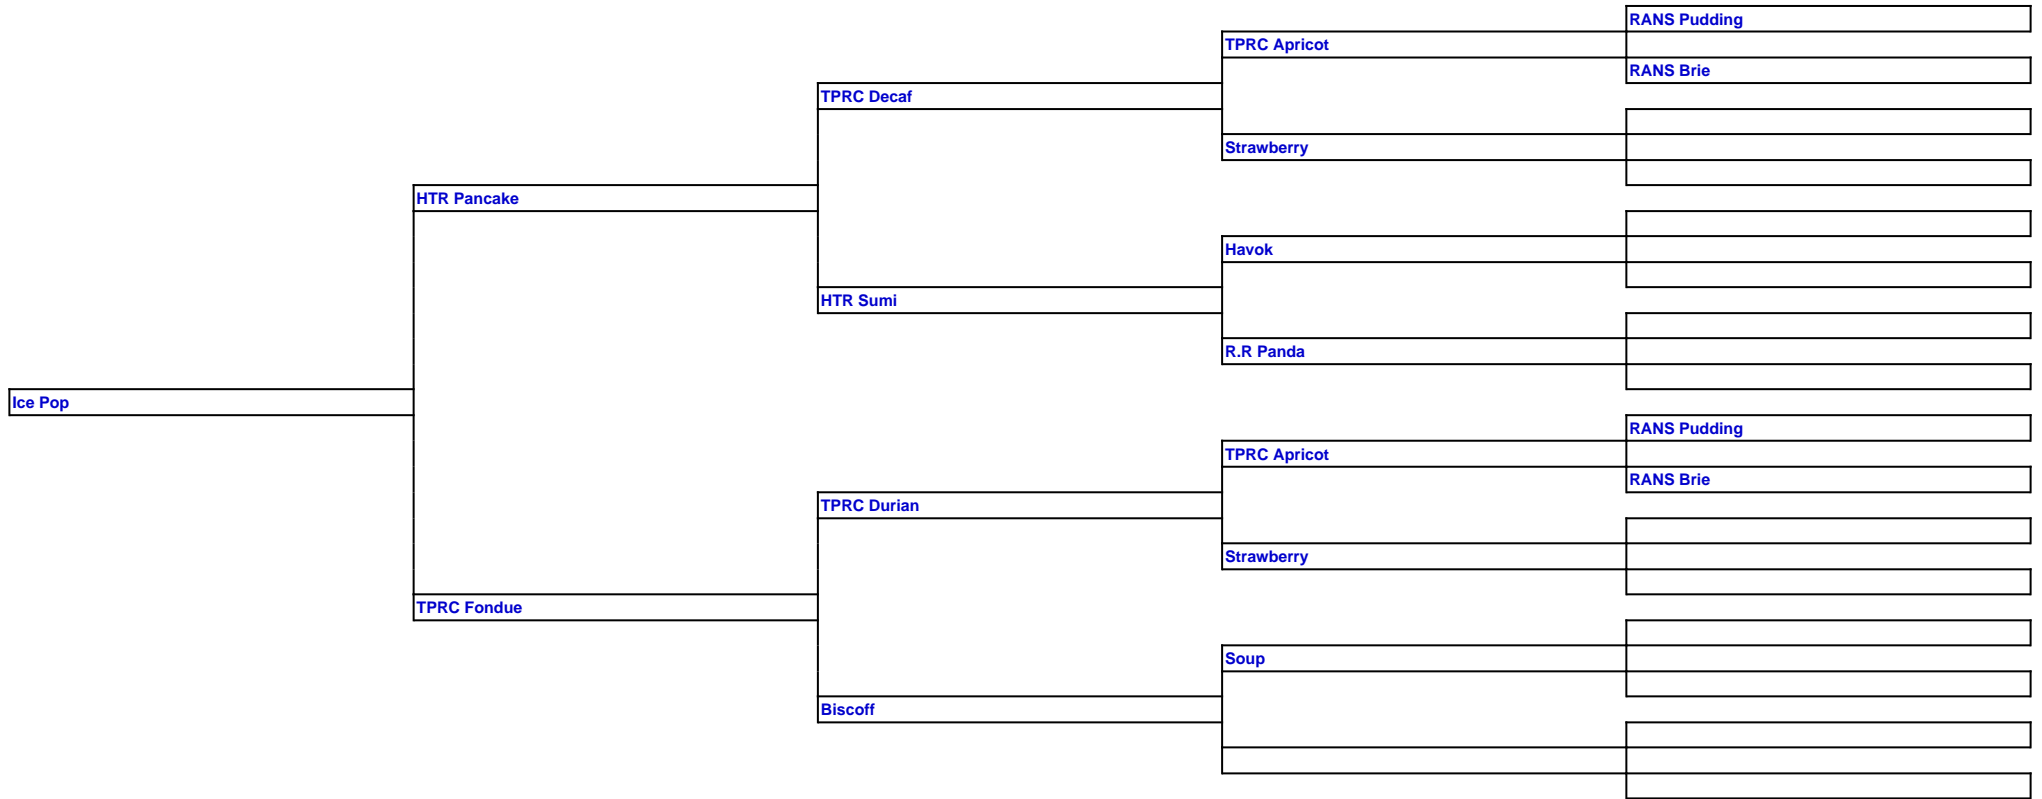 RANS Pudding
TPRC Apricot
RANS Brie
TPRC Decaf
Strawberry
HTR Pancake
Havok
HTR Sumi
R.R Panda
Ice Pop
RANS Pudding
TPRC Apricot
RANS Brie
TPRC Durian
Strawberry
TPRC Fondue
Soup
Biscoff